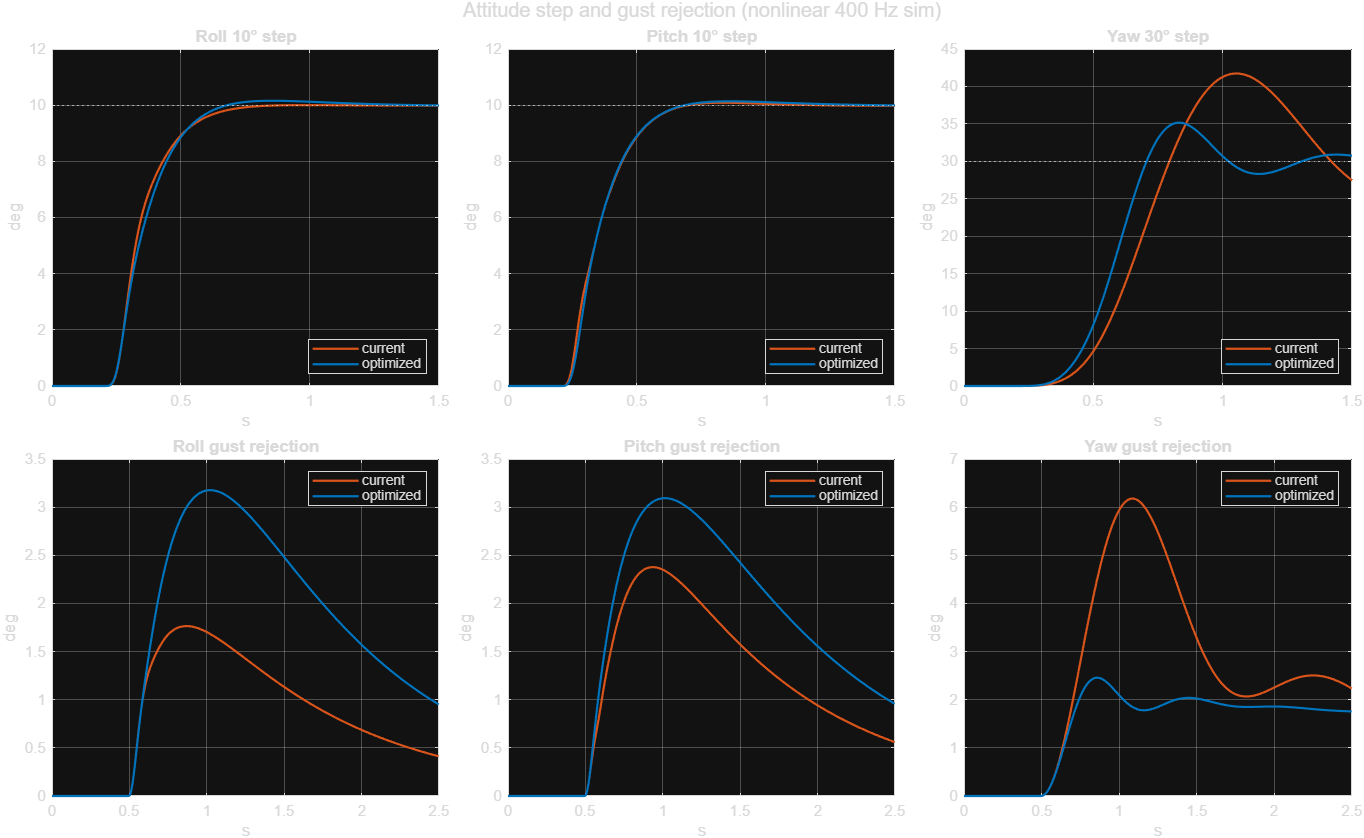 Attitude step and gust rejection (nonlinear 400 Hz sim)
Roll 10° step
12
10
8
6
4
2
0
deg
current
optimized
0
0.5
1
1.5
s
Pitch 10° step
12
10
8
6
4
2
0
deg
current
optimized
0
0.5
1
1.5
s
Yaw 30° step
45
40
35
30
25
20
15
10
5
0
deg
current
optimized
0
0.5
1
1.5
s
Roll gust rejection
3.5
3
2.5
2
1.5
1
0.5
0
deg
current
optimized
0
0.5
1
1.5
2
2.5
s
Pitch gust rejection
3.5
3
2.5
2
1.5
1
0.5
0
deg
current
optimized
0
0.5
1
1.5
2
2.5
s
Yaw gust rejection
7
6
5
4
3
2
1
0
deg
current
optimized
0
0.5
1
1.5
2
2.5
s